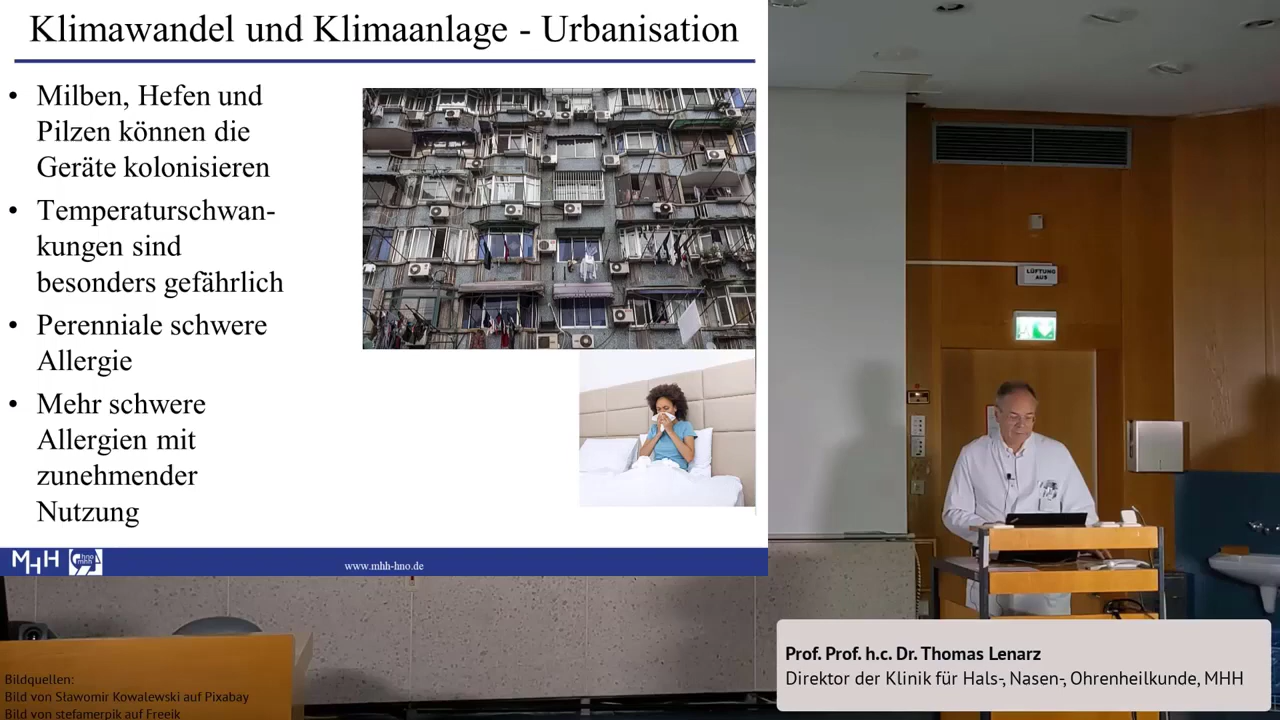 Klimawandel und Klimaanlage - Urbanisation
• Milben, Hefen und
Pilzen können die
Geräte kolonisieren
• Temperaturschwan-
kungen sind
besonders gefährlich
• Perenniale schwere
Allergie
• Mehr schwere
Allergien mit
zunehmender
Nutzung
MHH
hno
mhh
www.mhh-hno.de
LÜFTUNG
AUS
Prof. Prof. h.c. Dr. Thomas Lenarz
Direktor der Klinik für Hals-, Nasen-, Ohrenheilkunde, MHH
Bildquellen:
Bild von Sławomir Kowalewski auf Pixabay
Bild von stefamerpik auf Freeik